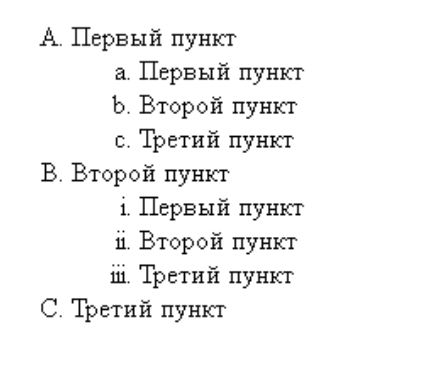 A. Первый пункт
a. Первый пункт
b. Второй пункт
c. Третий пункт
B. Второй пункт
i. Первый пункт
ii. Второй пункт
iii. Третий пункт
C. Третий пункт